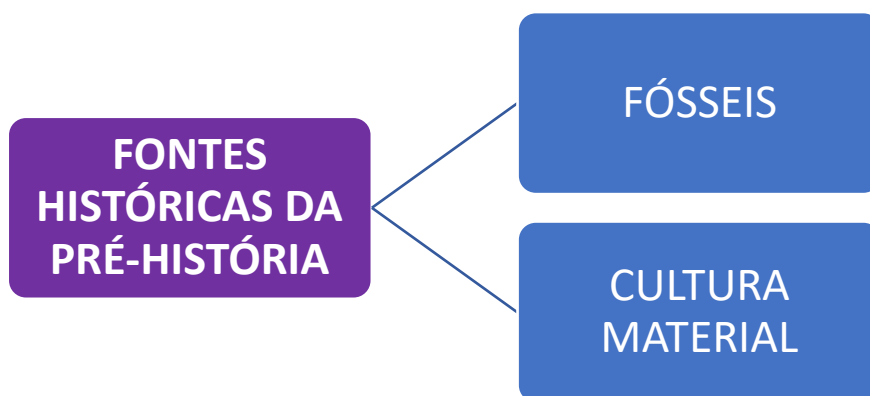 FONTES
HISTÓRICAS DA
PRÉ-HISTÓRIA
FÓSSEIS
CULTURA
MATERIAL